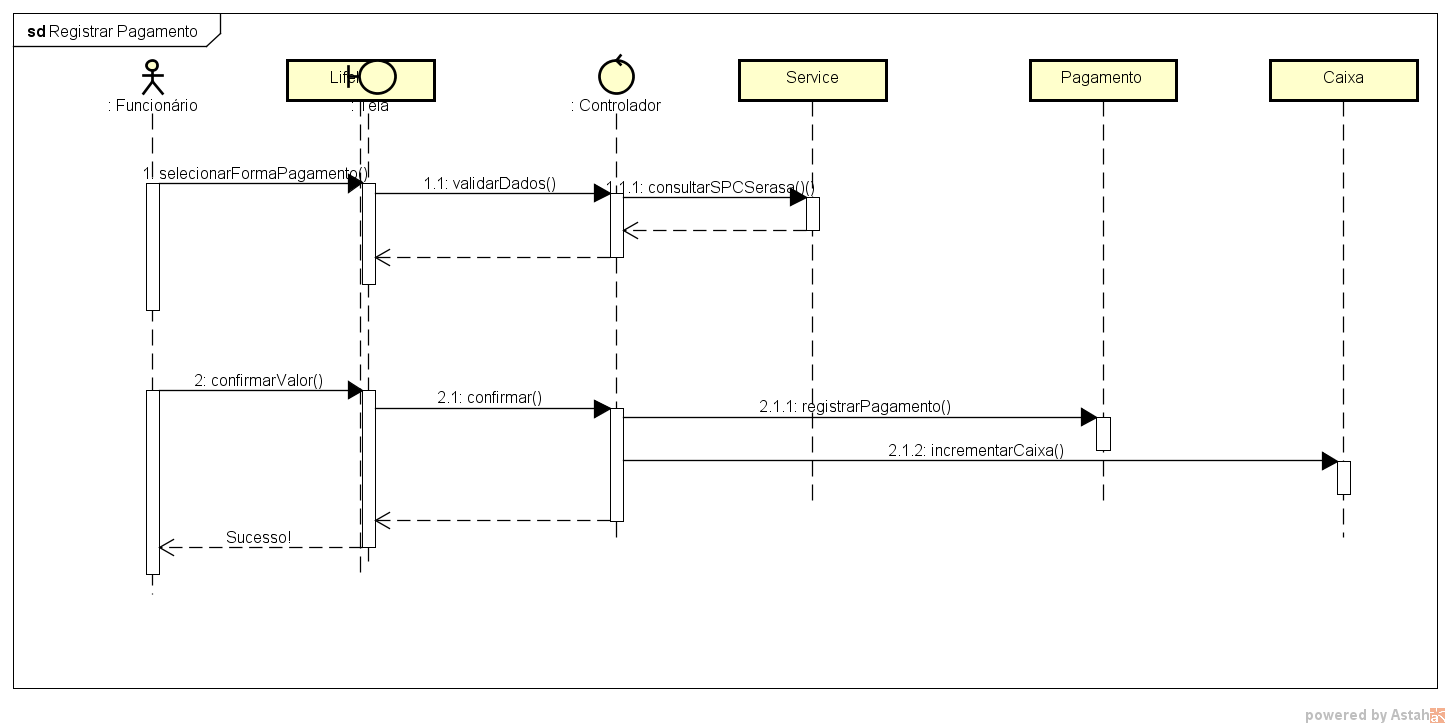 sd Registrar Pagamento
: Funcionário
: Tela
: Controlador
Service
Pagamento
Caixa
1: selecionarFormaPagamento()
1.1: validarDados()
1.1.1: consultarSPCSerasa()()
2: confirmarValor()
2.1: confirmar()
2.1.1: registrarPagamento()
2.1.2: incrementarCaixa()
Sucesso!
powered by Astah